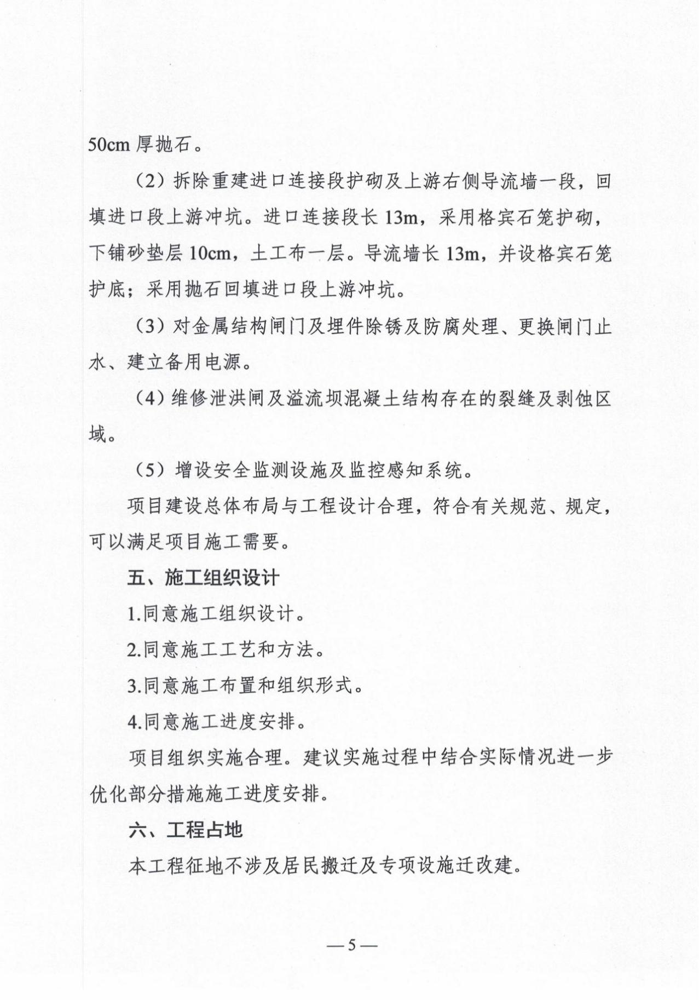 50cm 厚抛石。
（2）拆除重建进口连接段护砌及上游右侧导流墙一段，回
填进口段上游冲坑。进口连接段长 13m，采用格宾石笼护砌，
下铺砂垫层 10cm，土工布一层。导流墙长 13m，并设格宾石笼
护底；采用抛石回填进口段上游冲坑。
（3）对金属结构闸门及埋件除锈及防腐处理、更换闸门止
水、建立备用电源。
（4）维修泄洪闸及溢流坝混凝土结构存在的裂缝及剥蚀区
域。
（5）增设安全监测设施及监控感知系统。
项目建设总体布局与工程设计合理，符合有关规范、规定，
可以满足项目施工需要。
五、施工组织设计
1.同意施工组织设计。
2.同意施工工艺和方法。
3.同意施工布置和组织形式。
4.同意施工进度安排。
项目组织实施合理。建议实施过程中结合实际情况进一步
优化部分措施施工进度安排。
六、工程占地
本工程征地不涉及居民搬迁及专项设施迁改建。
— 5 —